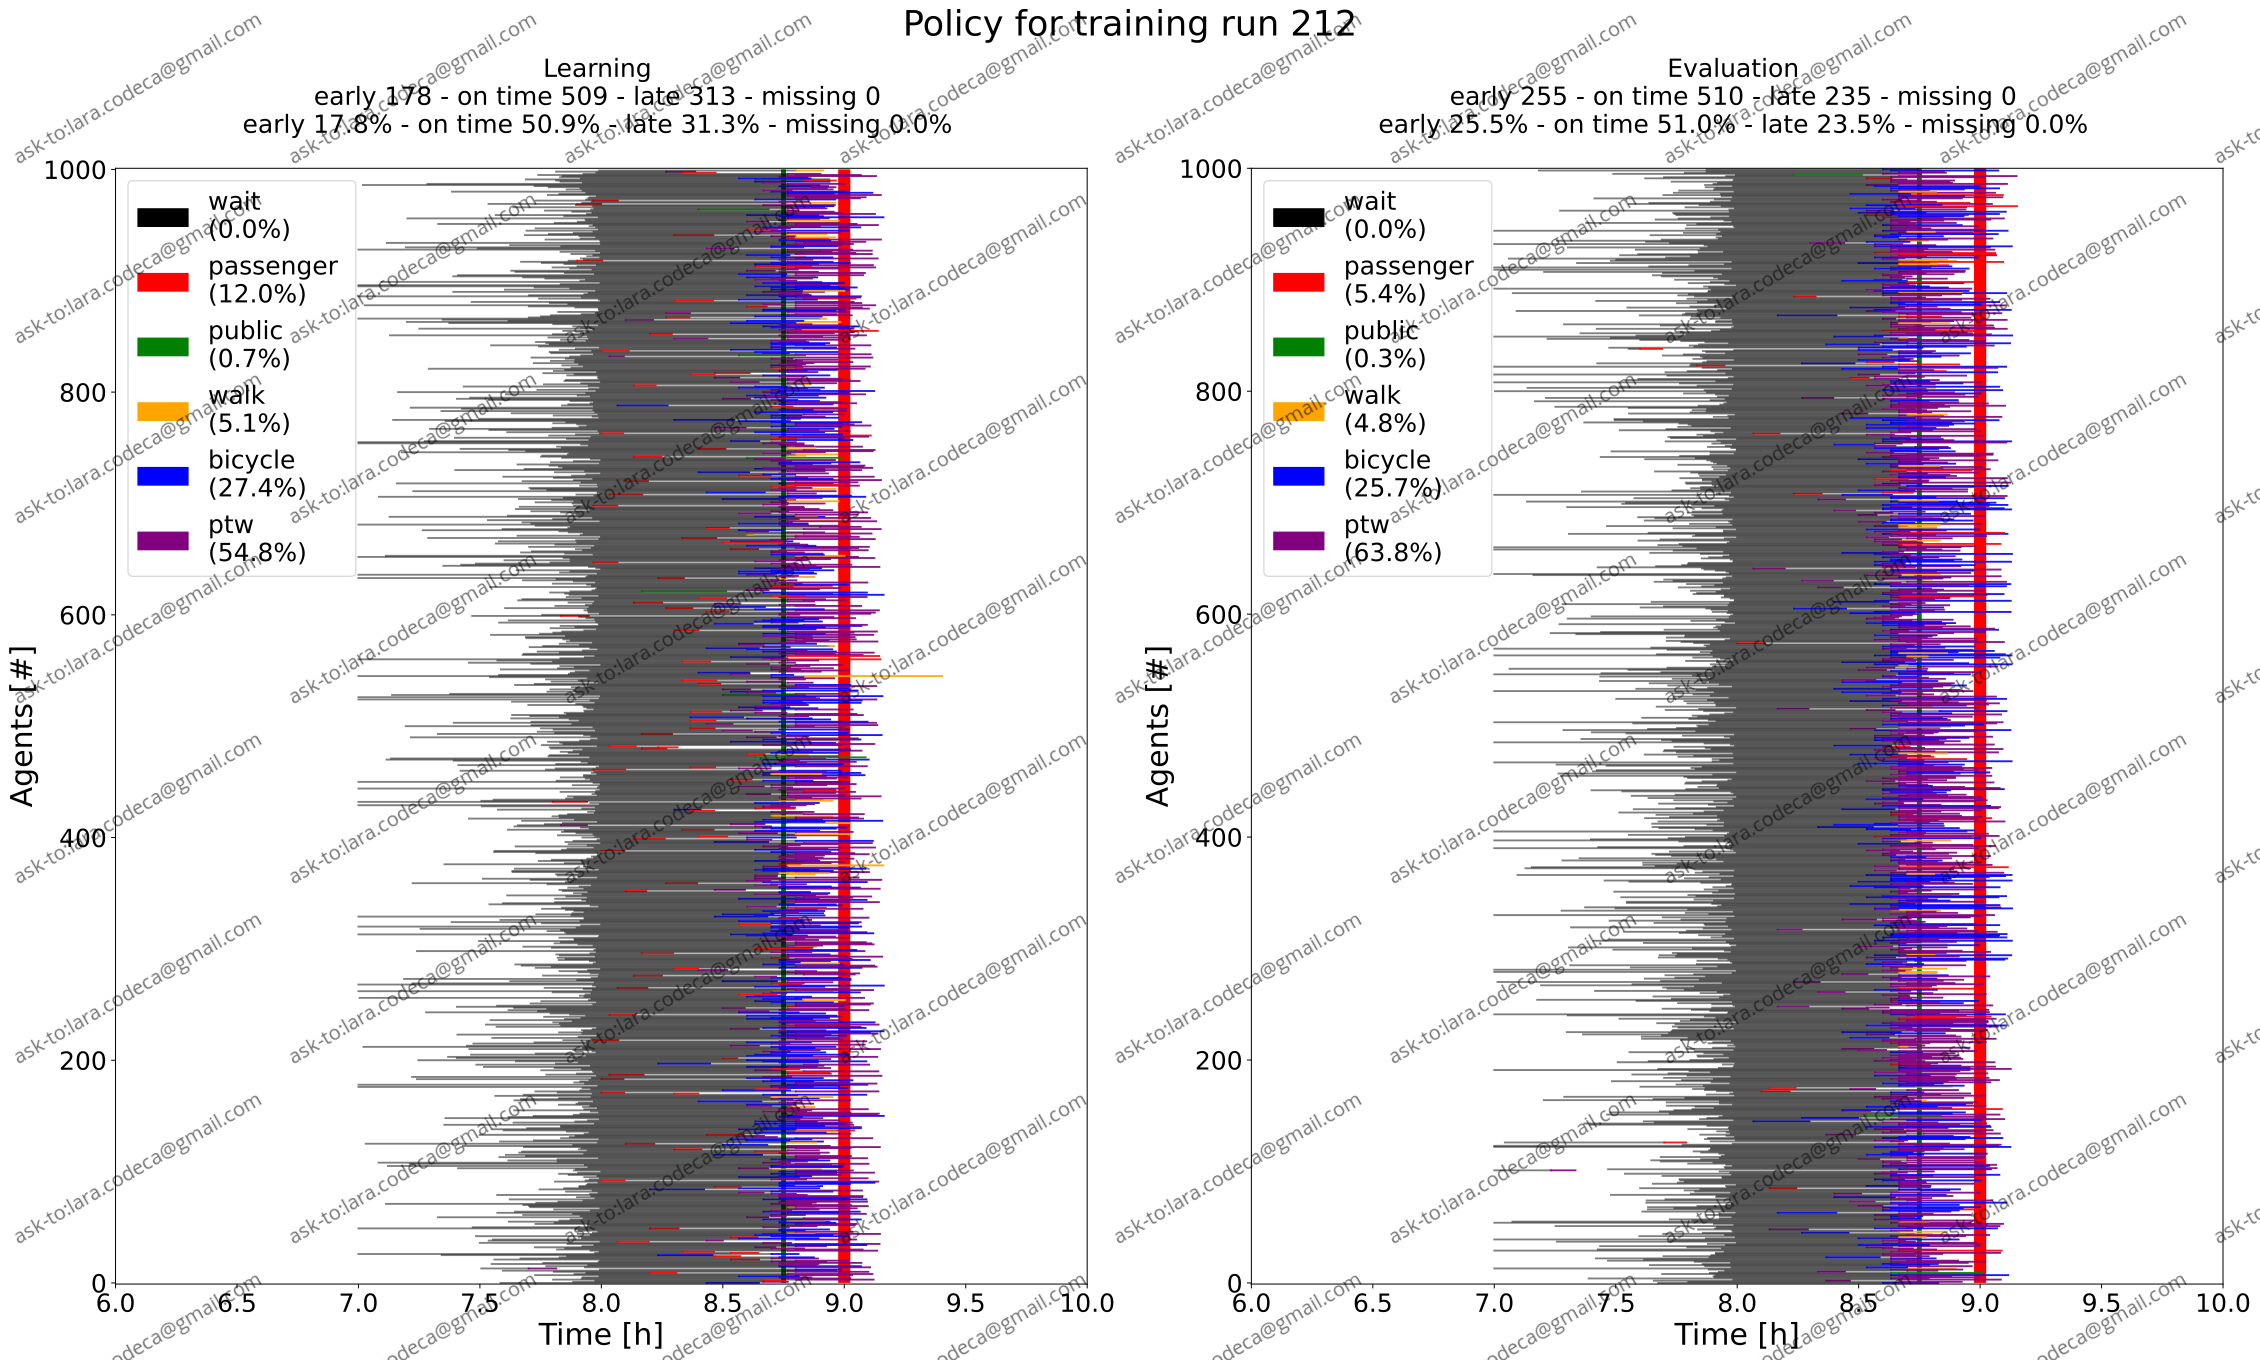 Policy for training run 212
Learning
early 178 - on time 509 - late 313 - missing 0
early 17.8% - on time 50.9% - late 31.3% - missing 0.0%
1000
800
600
400
200
0
Agents [#]
wait
(0.0%)
passenger
(12.0%)
public
(0.7%)
walk
(5.1%)
bicycle
(27.4%)
ptw
(54.8%)
6.0 6.5 7.0 7.5 8.0 8.5 9.0 9.5 10.0
Time [h]
Evaluation
early 255 - on time 510 - late 235 - missing 0
early 25.5% - on time 51.0% - late 23.5% - missing 0.0%
1000
800
600
400
200
0
Agents [#]
wait
(0.0%)
passenger
(5.4%)
public
(0.3%)
walk
(4.8%)
bicycle
(25.7%)
ptw
(63.8%)
6.0 6.5 7.0 7.5 8.0 8.5 9.0 9.5 10.0
Time [h]
ask-to:lara.codeca@gmail.com